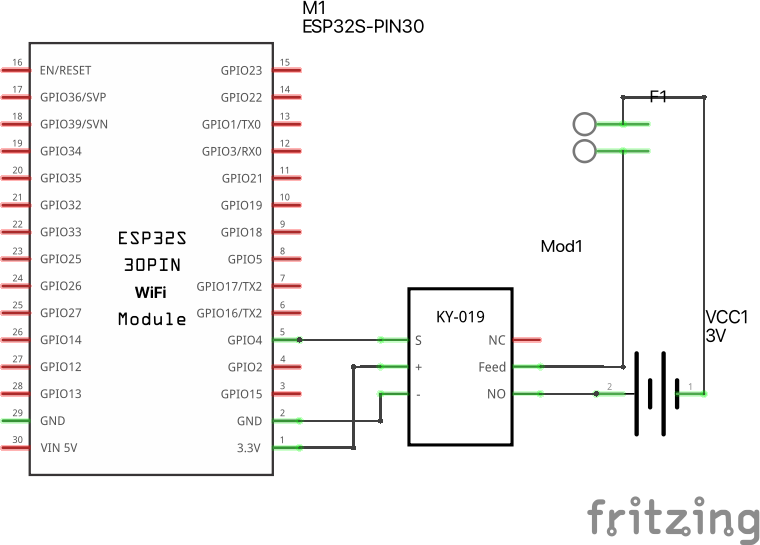 M1
ESP32S-PIN30
16 EN/RESET GPIO23 15
17 GPIO36/SVP GPIO22 14
18 GPIO39/SVN GPIO1/TX0 13
19 GPIO34 GPIO3/RX0 12
20 GPIO35 GPIO21 11
21 GPIO32 GPIO19 10
22 GPIO33 GPIO18 9
23 GPIO25 GPIO5 8
24 GPIO26 GPIO17/TX2 7
25 GPIO27 GPIO16/TX2 6
26 GPIO14 GPIO4 5
27 GPIO12 GPIO2 4
28 GPIO13 GPIO15 3
29 GND GND 2
30 VIN 5V 3.3V 1
ESP32S
30PIN
WiFi
Module
F1
Mod1
KY-019
S NC
+ Feed
- NO
VCC1
3V
2 1
fritzing